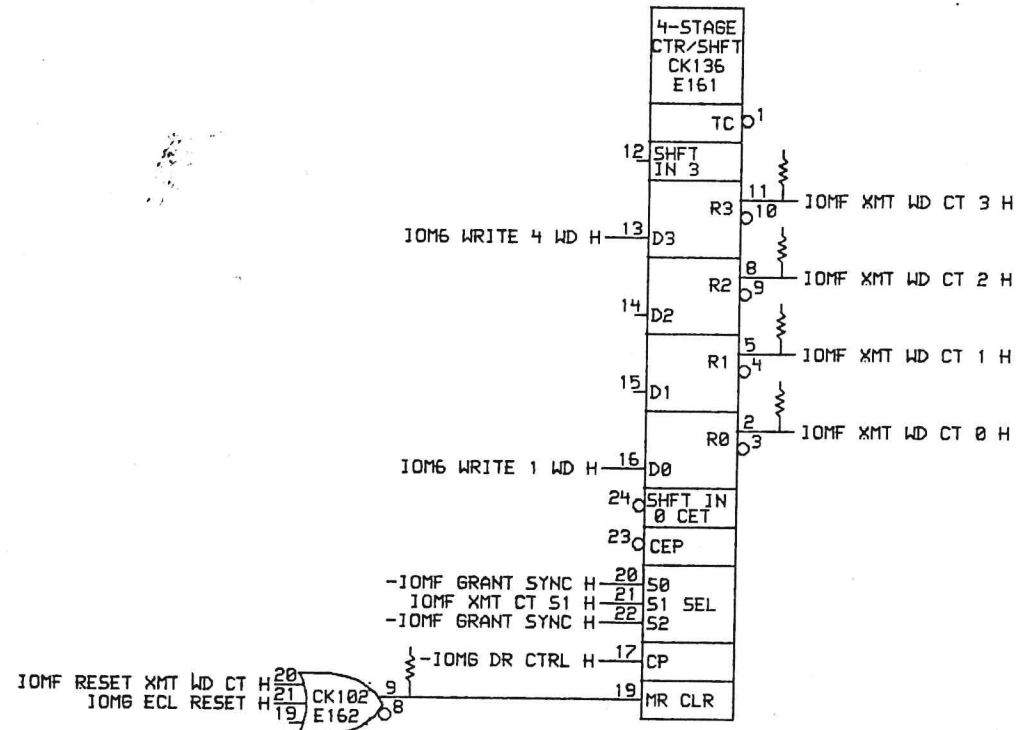 4-STAGE
CTR/SHFT
CK136
E161
TC 1
12 SHFT
IN 3
R3 11 IOMF XMT WD CT 3 H
10
IOM6 WRITE 4 WD H 13 D3
R2 8 IOMF XMT WD CT 2 H
9
14 D2
R1 5 IOMF XMT WD CT 1 H
4
15 D1
R0 2 IOMF XMT WD CT 0 H
3
IOM6 WRITE 1 WD H 16 D0
24 SHFT IN
0 CET
23 CEP
-IOMF GRANT SYNC H 20 S0
IOMF XMT CT S1 H 21 S1 SEL
-IOMF GRANT SYNC H 22 S2
-IOM6 DR CTRL H 17 CP
IOMF RESET XMT WD CT H 20
IOM6 ECL RESET H 21 CK102 9 19 MR CLR
19 E162 8